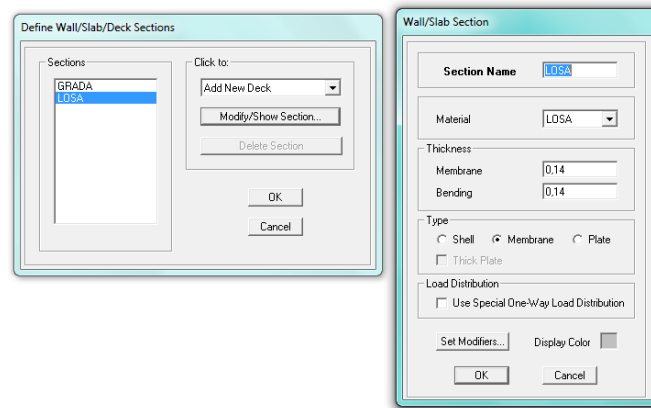 Define Wall/Slab/Deck Sections
Sections
GRADA
LOSA
Click to:
Add New Deck
Modify/Show Section...
Delete Section
OK
Cancel
Wall/Slab Section
Section Name
LOSA
Material
LOSA
Thickness
Membrane
0,14
Bending
0,14
Type
Shell
Membrane
Plate
Thick Plate
Load Distribution
Use Special One-Way Load Distribution
Set Modifiers...
Display Color
OK
Cancel